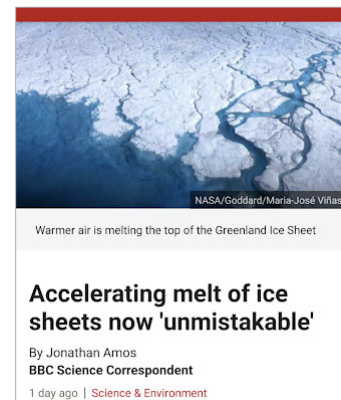 NASA/Goddard/Maria-José Viñas
Warmer air is melting the top of the Greenland Ice Sheet
Accelerating melt of ice
sheets now 'unmistakable'
By Jonathan Amos
BBC Science Correspondent
1 day ago | Science & Environment